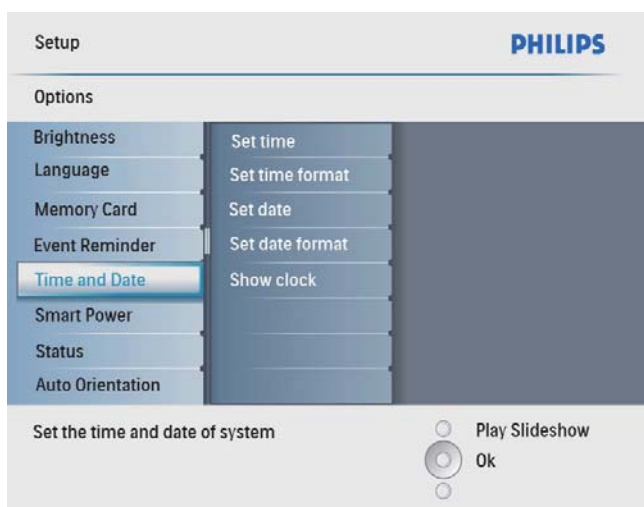 Setup
PHILIPS
Options
Brightness
Language
Memory Card
Event Reminder
Time and Date
Smart Power
Status
Auto Orientation
Set time
Set time format
Set date
Set date format
Show clock
Set the time and date of system
Play Slideshow
Ok